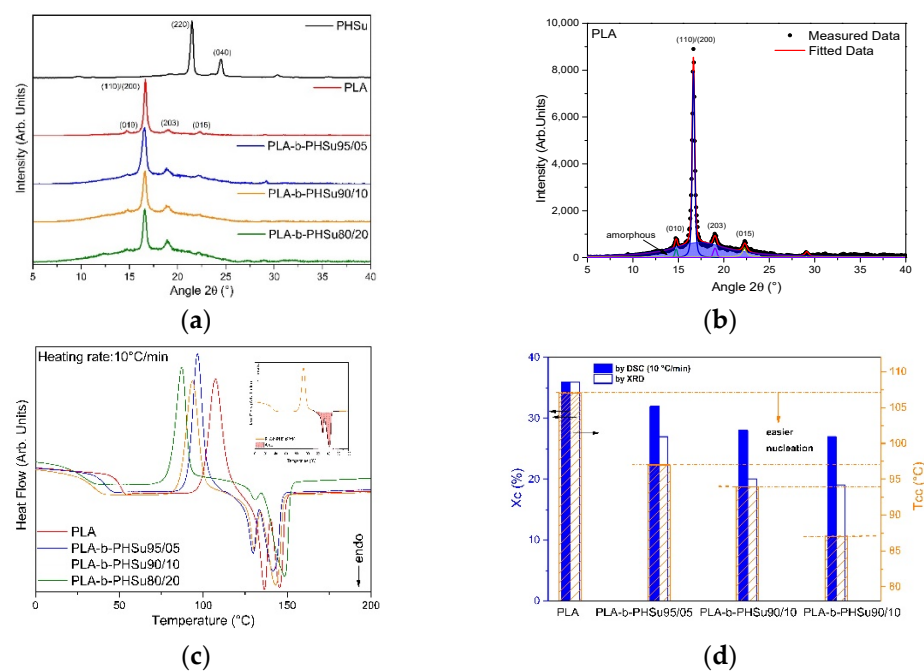 (220)
PHSu
(040)
(110)/(200)
PLA
(010)
(203)
(015)
PLA-b-PHSu95/05
PLA-b-PHSu90/10
PLA-b-PHSu80/20
Intensity (Arb. Units)
5 10 15 20 25 30 35 40
Angle 2θ (°)
(a)
PLA
(110)/(200)
Measured Data
Fitted Data
10,000
8,000
6,000
4,000
2,000
0
Intensity (Arb.Units)
amorphous
(010)
(203)
(015)
5 10 15 20 25 30 35 40
Angle 2θ (°)
(b)
Heating rate:10°C/min
Heat Flow (Arb. Units)
PLA
PLA-b-PHSu95/05
PLA-b-PHSu90/10
PLA-b-PHSu80/20
endo
0 50 100 150 200
Temperature (°C)
(c)
by DSC (10 °C/min)
by XRD
easier
nucleation
40
30
20
10
0
Xc (%)
110
105
100
95
90
85
80
Tcc (°C)
PLA PLA-b-PHSu95/05 PLA-b-PHSu90/10 PLA-b-PHSu90/10
(d)